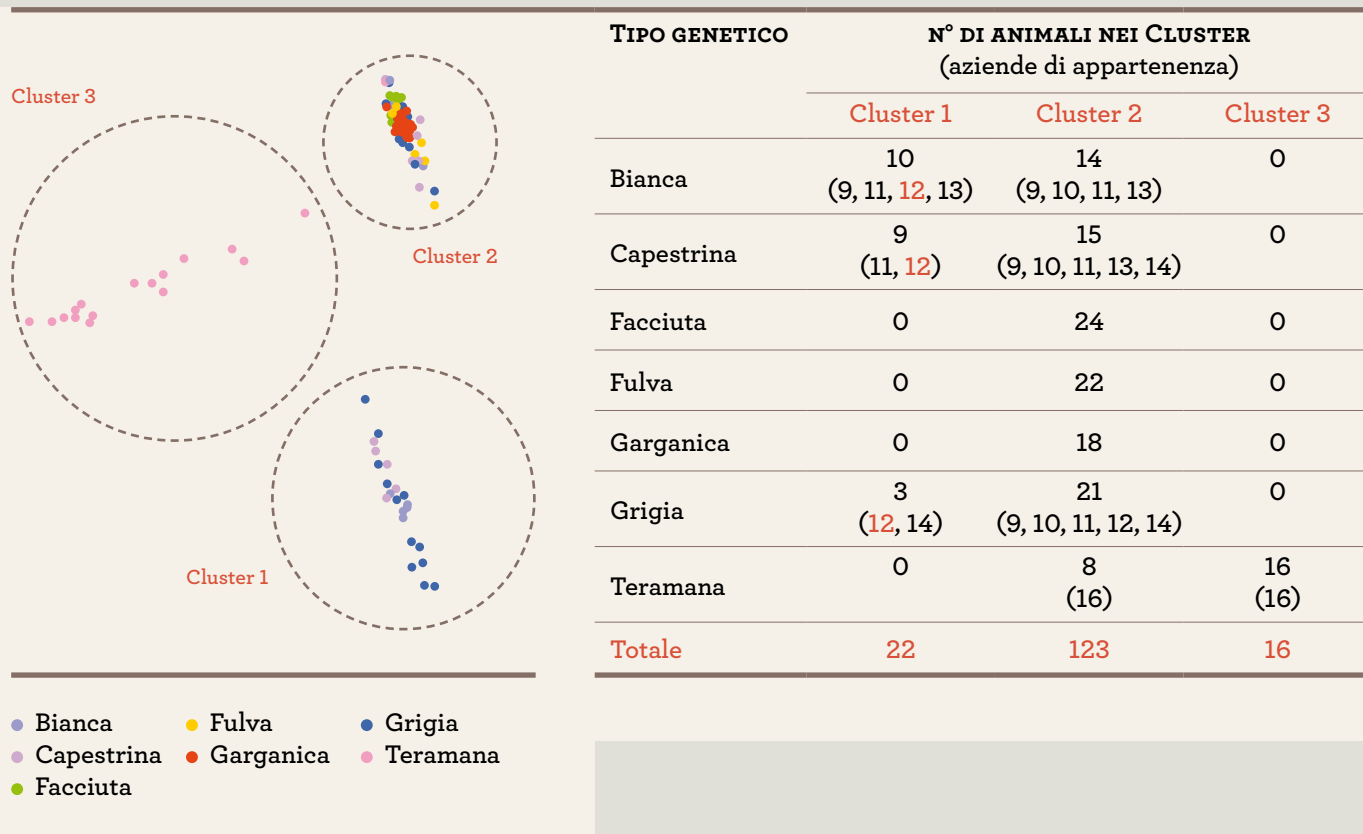 Cluster 3
Cluster 2
Cluster 1
Bianca
Capestrina
Facciuta
Fulva
Garganica
Grigia
Teramana
Tipo genetico N° di animali nei Cluster
(aziende di appartenenza)
Cluster 1 Cluster 2 Cluster 3
Bianca 10 14 0
(9, 11, 12, 13) (9, 10, 11, 13)
Capestrina 9 15 0
(11, 12) (9, 10, 11, 13, 14)
Facciuta 0 24 0
Fulva 0 22 0
Garganica 0 18 0
Grigia 3 21 0
(12, 14) (9, 10, 11, 12, 14)
Teramana 0 8 16
(16) (16)
Totale 22 123 16